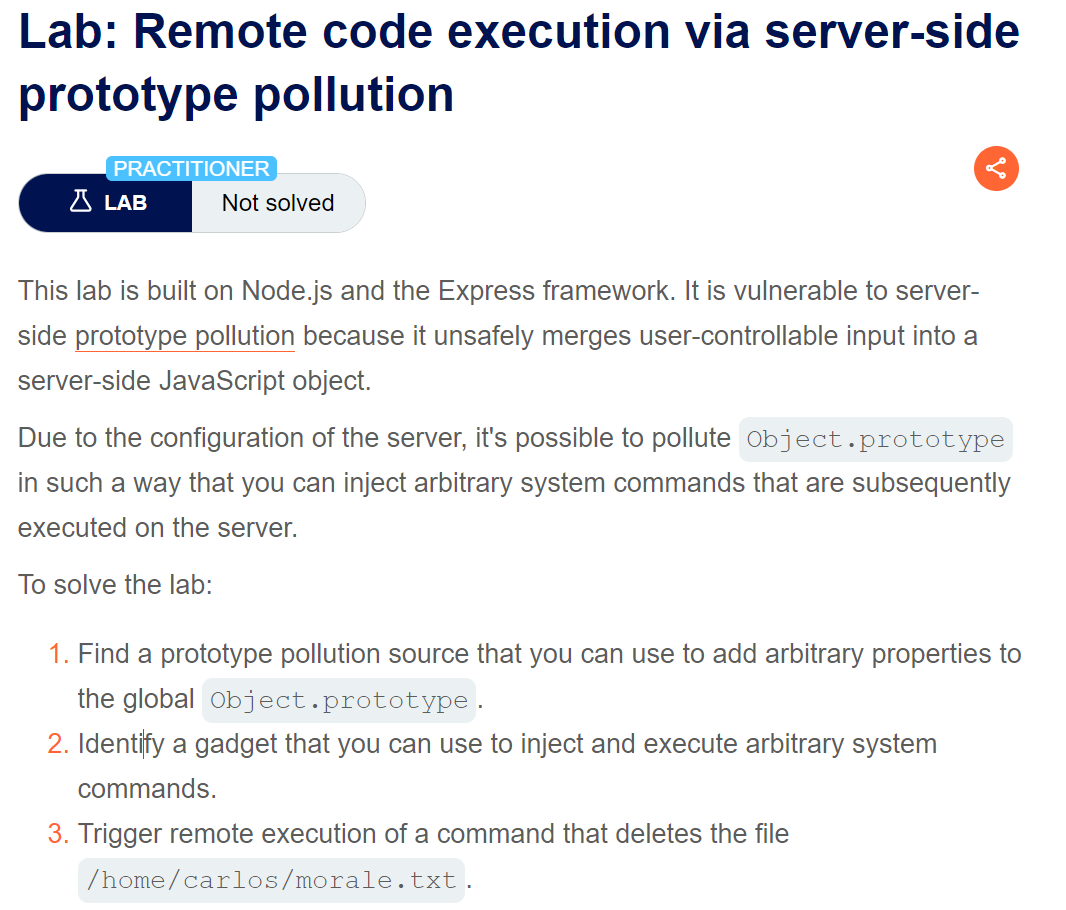 Lab: Remote code execution via server-side
prototype pollution
PRACTITIONER
LAB Not solved
This lab is built on Node.js and the Express framework. It is vulnerable to server-
side prototype pollution because it unsafely merges user-controllable input into a
server-side JavaScript object.
Due to the configuration of the server, it's possible to pollute Object.prototype
in such a way that you can inject arbitrary system commands that are subsequently
executed on the server.
To solve the lab:
1. Find a prototype pollution source that you can use to add arbitrary properties to
the global Object.prototype.
2. Identify a gadget that you can use to inject and execute arbitrary system
commands.
3. Trigger remote execution of a command that deletes the file
/home/carlos/morale.txt.